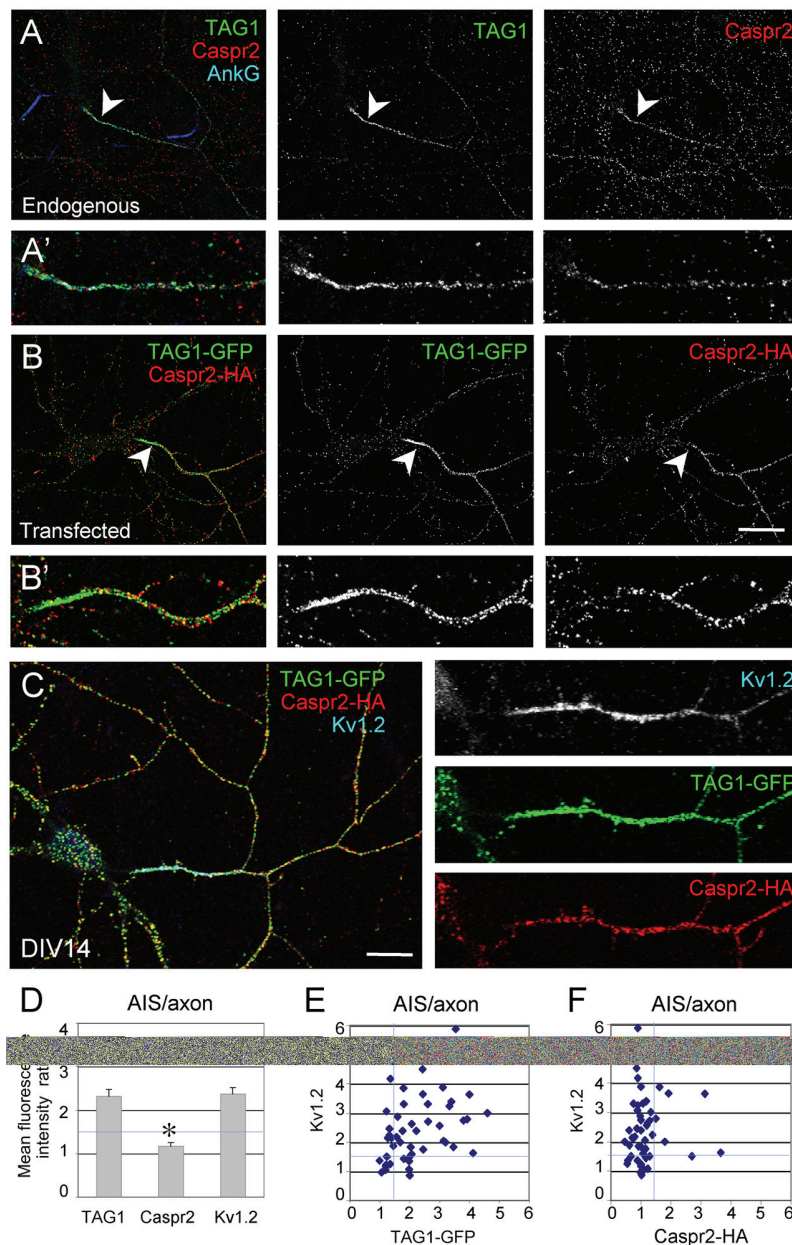 A
TAG1
Caspr2
AnkG
Endogenous
TAG1
Caspr2
A'
B
TAG1-GFP
Caspr2-HA
Transfected
TAG1-GFP
Caspr2-HA
B'
C
TAG1-GFP
Caspr2-HA
Kv1.2
DIV14
Kv1.2
TAG1-GFP
Caspr2-HA
D
AIS/axon
Mean
intensity
4
3
2
1
0
TAG1
Caspr2
Kv1.2
*
E
AIS/axon
Kv1.2
6
4
3
2
1
0
0
1
2
3
4
5
6
TAG1-GFP
F
AIS/axon
Kv1.2
6
4
3
2
1
0
0
1
2
3
4
5
6
Caspr2-HA